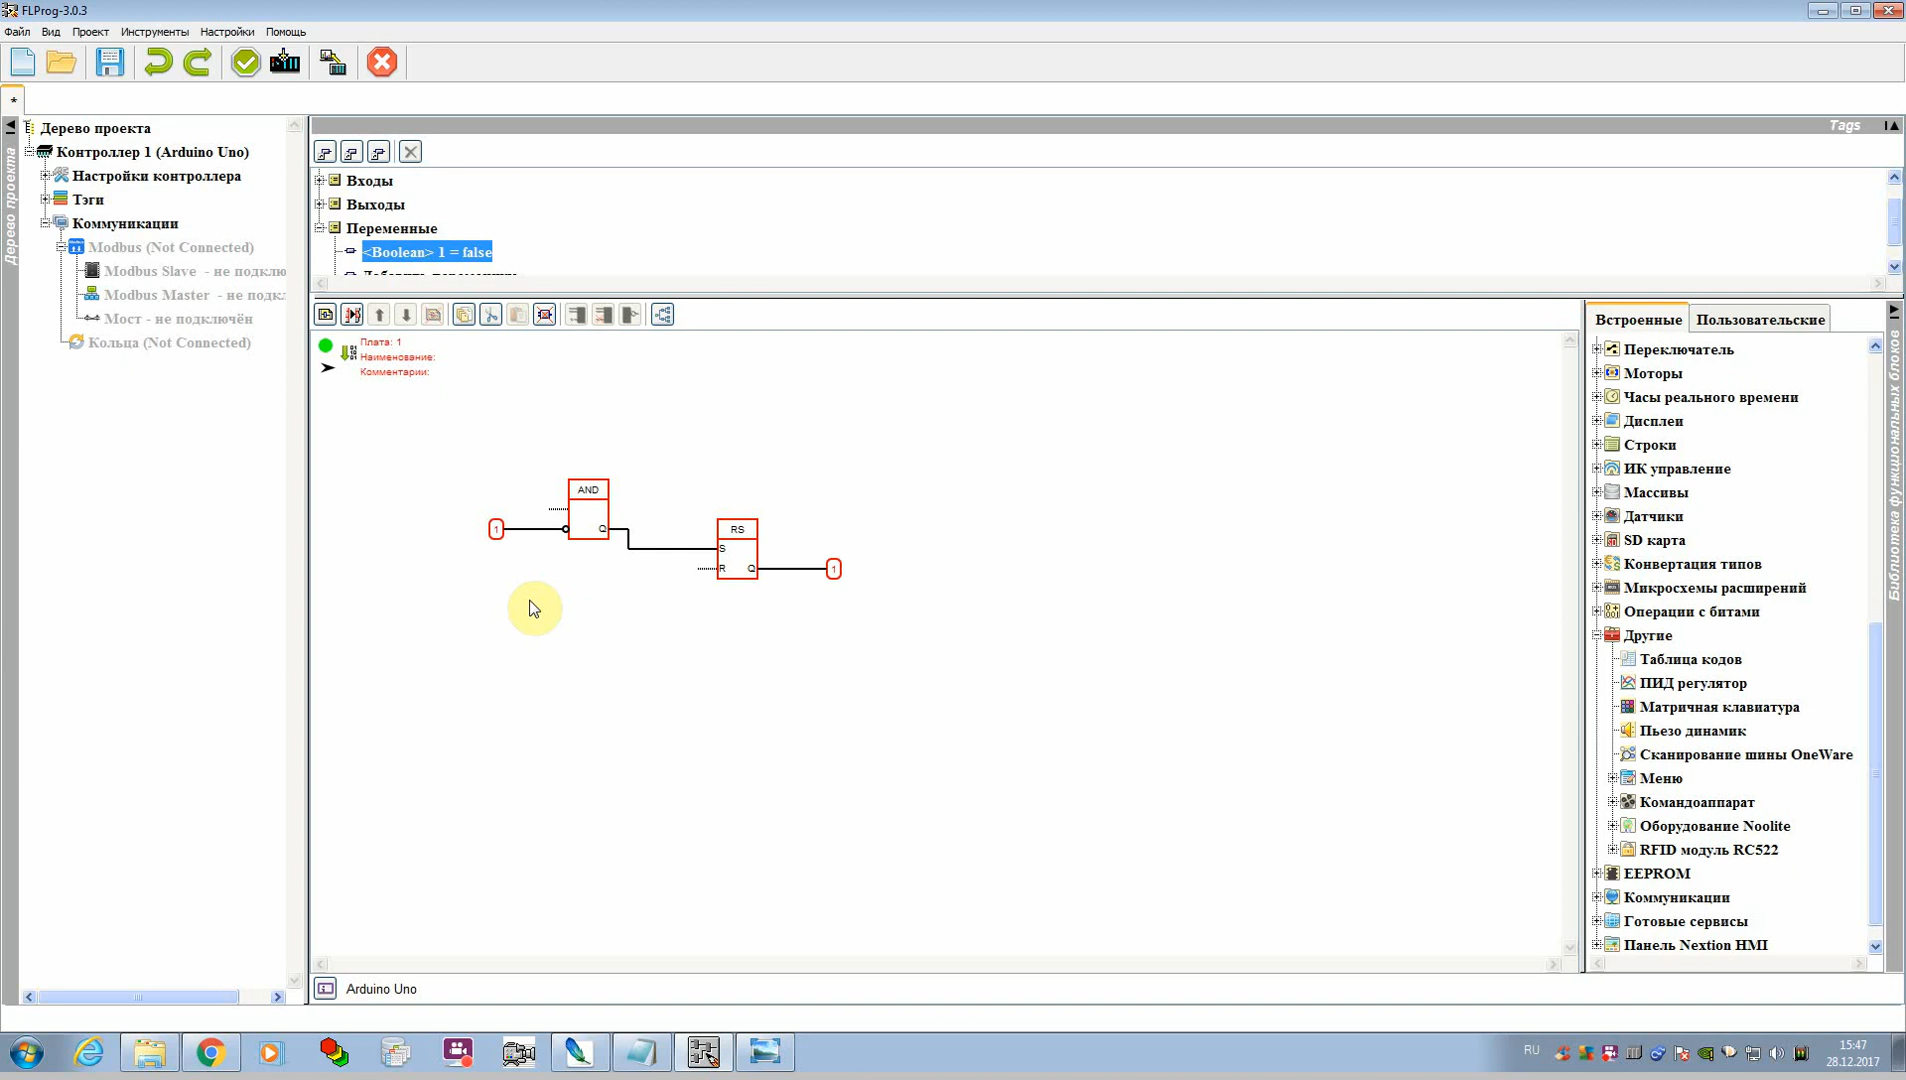 FLProg-3.0.3
Файл Вид Проект Инструменты Настройки Помощь
*
Дерево проекта
Дерево проекта
Контроллер 1 (Arduino Uno)
Настройки контроллера
Тэги
Коммуникации
Modbus (Not Connected)
Modbus Slave - не подклю
Modbus Master - не подкл
Мост - не подключён
Кольца (Not Connected)
Tags
Входы
Выходы
Переменные
<Boolean> 1 = false
Плата: 1
Наименование:
Комментарии:
AND
1
Q
RS
S
R Q
1
Arduino Uno
Встроенные Пользовательские
Переключатель
Моторы
Часы реального времени
Дисплеи
Строки
ИК управление
Массивы
Датчики
SD карта
Конвертация типов
Микросхемы расширений
Операции с битами
Другие
Таблица кодов
ПИД регулятор
Матричная клавиатура
Пьезо динамик
Сканирование шины OneWare
Меню
Командоаппарат
Оборудование Noolite
RFID модуль RC522
EEPROM
Коммуникации
Готовые сервисы
Панель Nextion HMI
Библиотека функциональных блоков
RU
15:47
28.12.2017